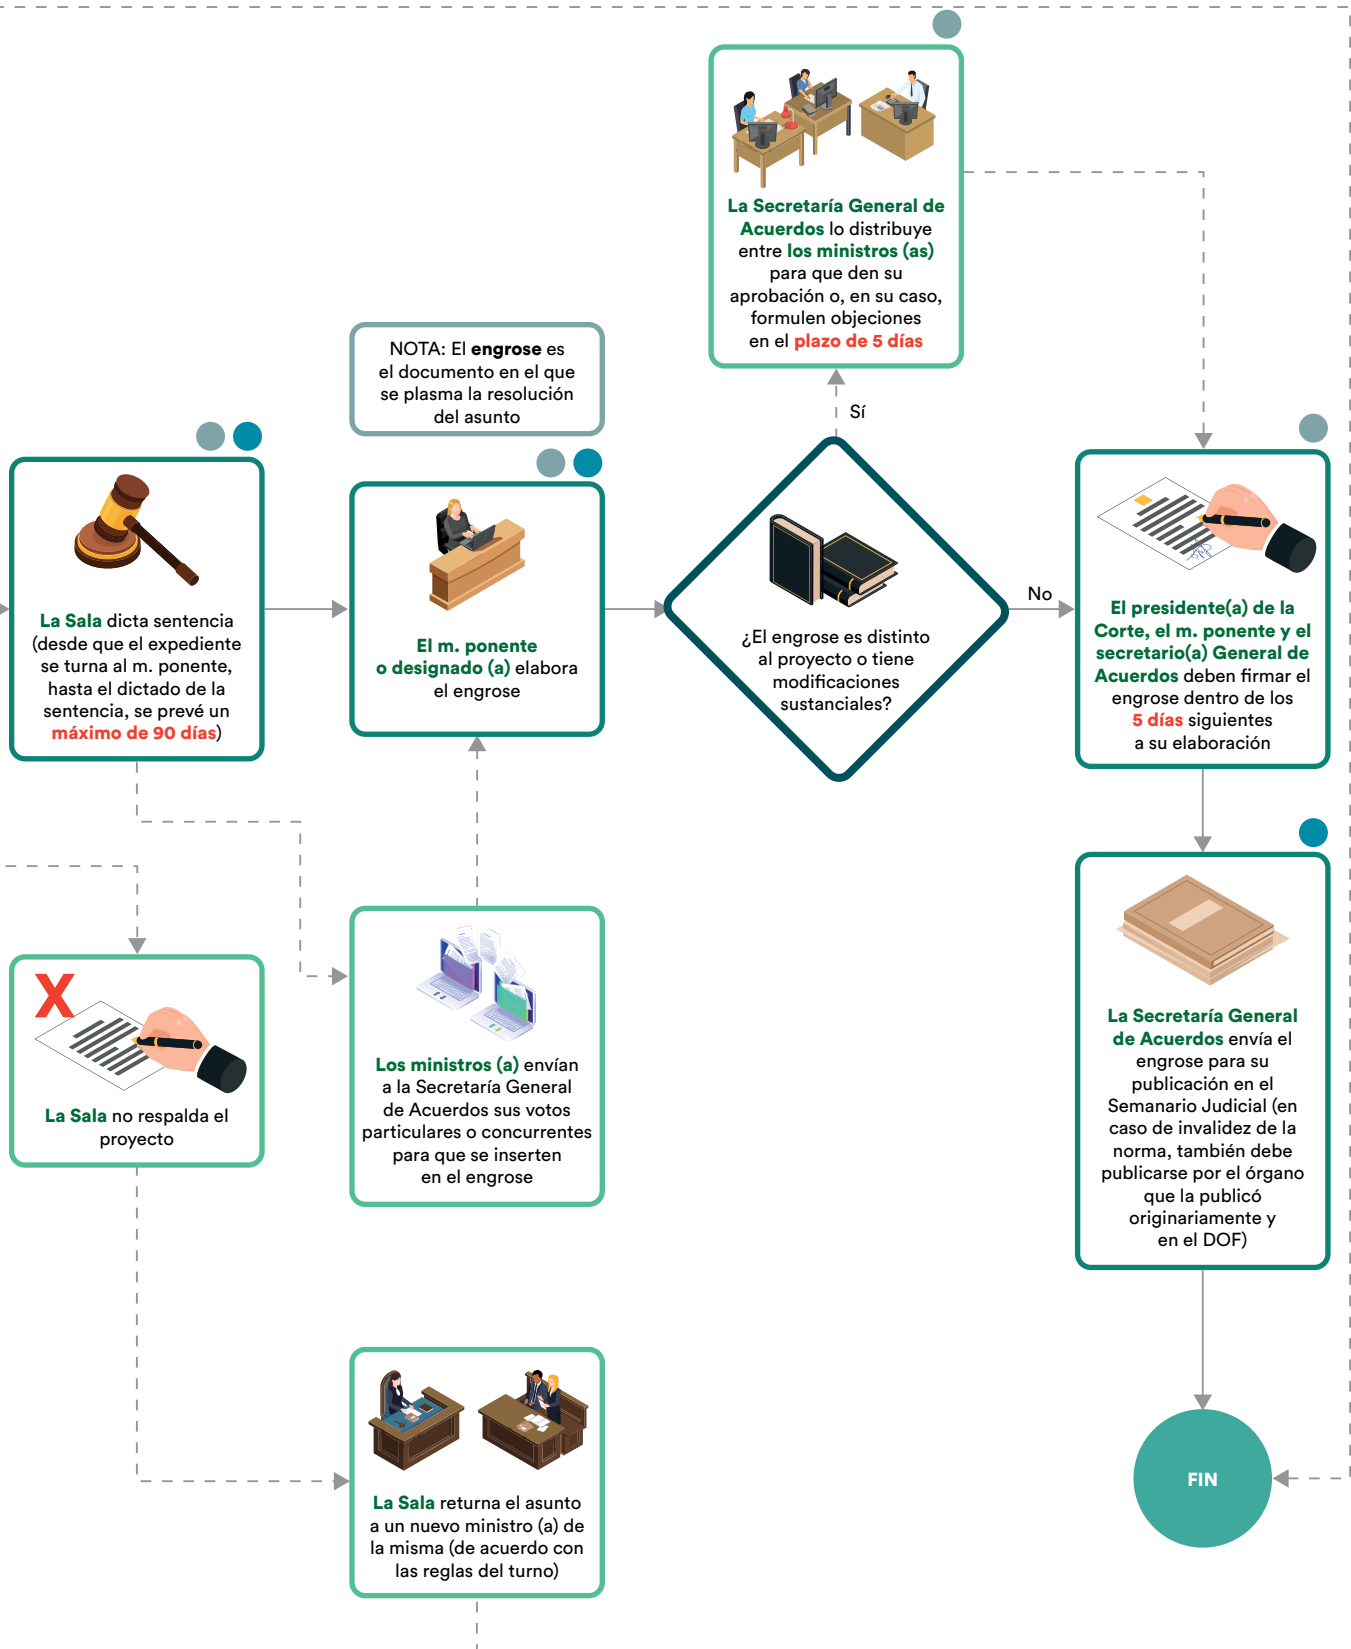 La Secretaría General de
Acuerdos lo distribuye
entre los ministros (as)
para que den su
aprobación o, en su caso,
formulen objeciones
en el plazo de 5 días
NOTA: El engrose es
el documento en el que
se plasma la resolución
del asunto
Sí
La Sala dicta sentencia
(desde que el expediente
se turna al m. ponente,
hasta el dictado de la
sentencia, se prevé un
máximo de 90 días)
El m. ponente
o designado (a) elabora
el engrose
¿El engrose es distinto
al proyecto o tiene
modificaciones
sustanciales?
No
El presidente(a) de la
Corte, el m. ponente y el
secretario(a) General de
Acuerdos deben firmar el
engrose dentro de los
5 días siguientes
a su elaboración
X
La Sala no respalda el
proyecto
Los ministros (a) envían
a la Secretaría General
de Acuerdos sus votos
particulares o concurrentes
para que se inserten
en el engrose
La Secretaría General
de Acuerdos envía el
engrose para su
publicación en el
Semanario Judicial (en
caso de invalidez de la
norma, también debe
publicarse por el órgano
que la publicó
originariamente y
en el DOF)
La Sala returna el asunto
a un nuevo ministro (a) de
la misma (de acuerdo con
las reglas del turno)
FIN